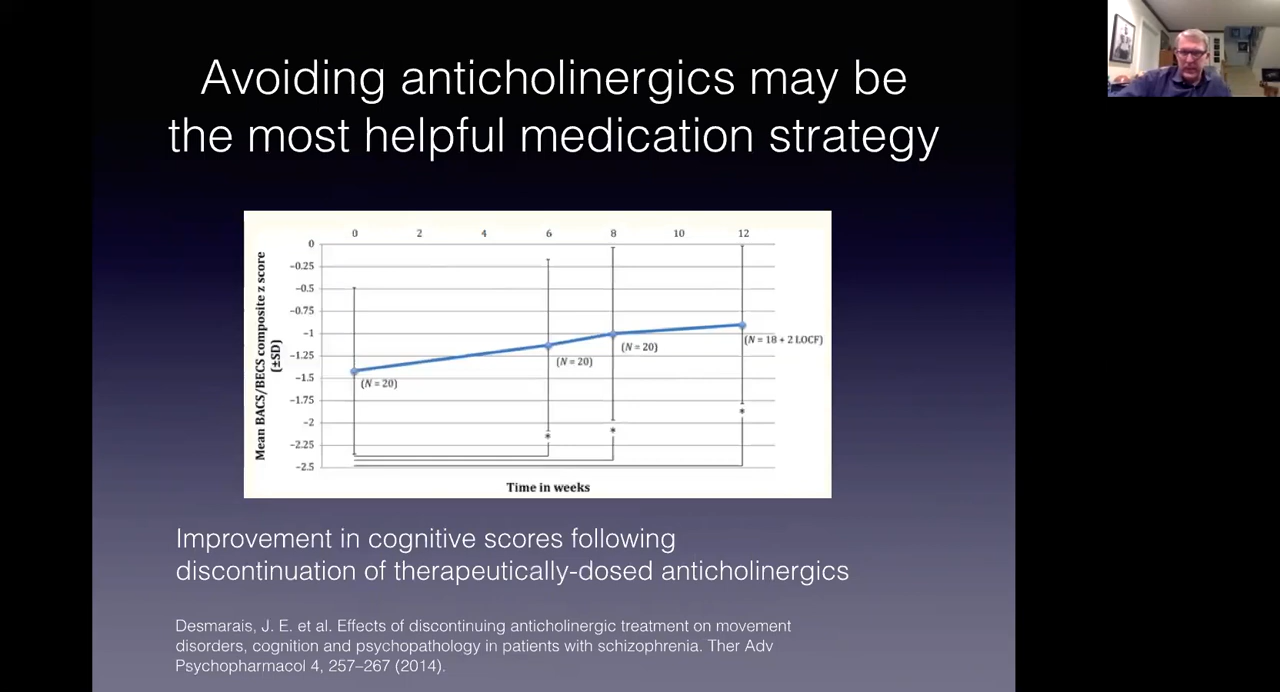 Avoiding anticholinergics may be
the most helpful medication strategy
0 2 4 6 8 10 12
0
−0.25
−0.5
−0.75
−1
−1.25
−1.5
−1.75
−2
−2.25
−2.5
Mean BACS/BECS composite z score
(±SD)
(N = 20)
(N = 20)
(N = 20)
(N = 18 + 2 LOCF)
*
*
*
Time in weeks
Improvement in cognitive scores following
discontinuation of therapeutically-dosed anticholinergics
Desmarais, J. E. et al. Effects of discontinuing anticholinergic treatment on movement
disorders, cognition and psychopathology in patients with schizophrenia. Ther Adv
Psychopharmacol 4, 257–267 (2014).